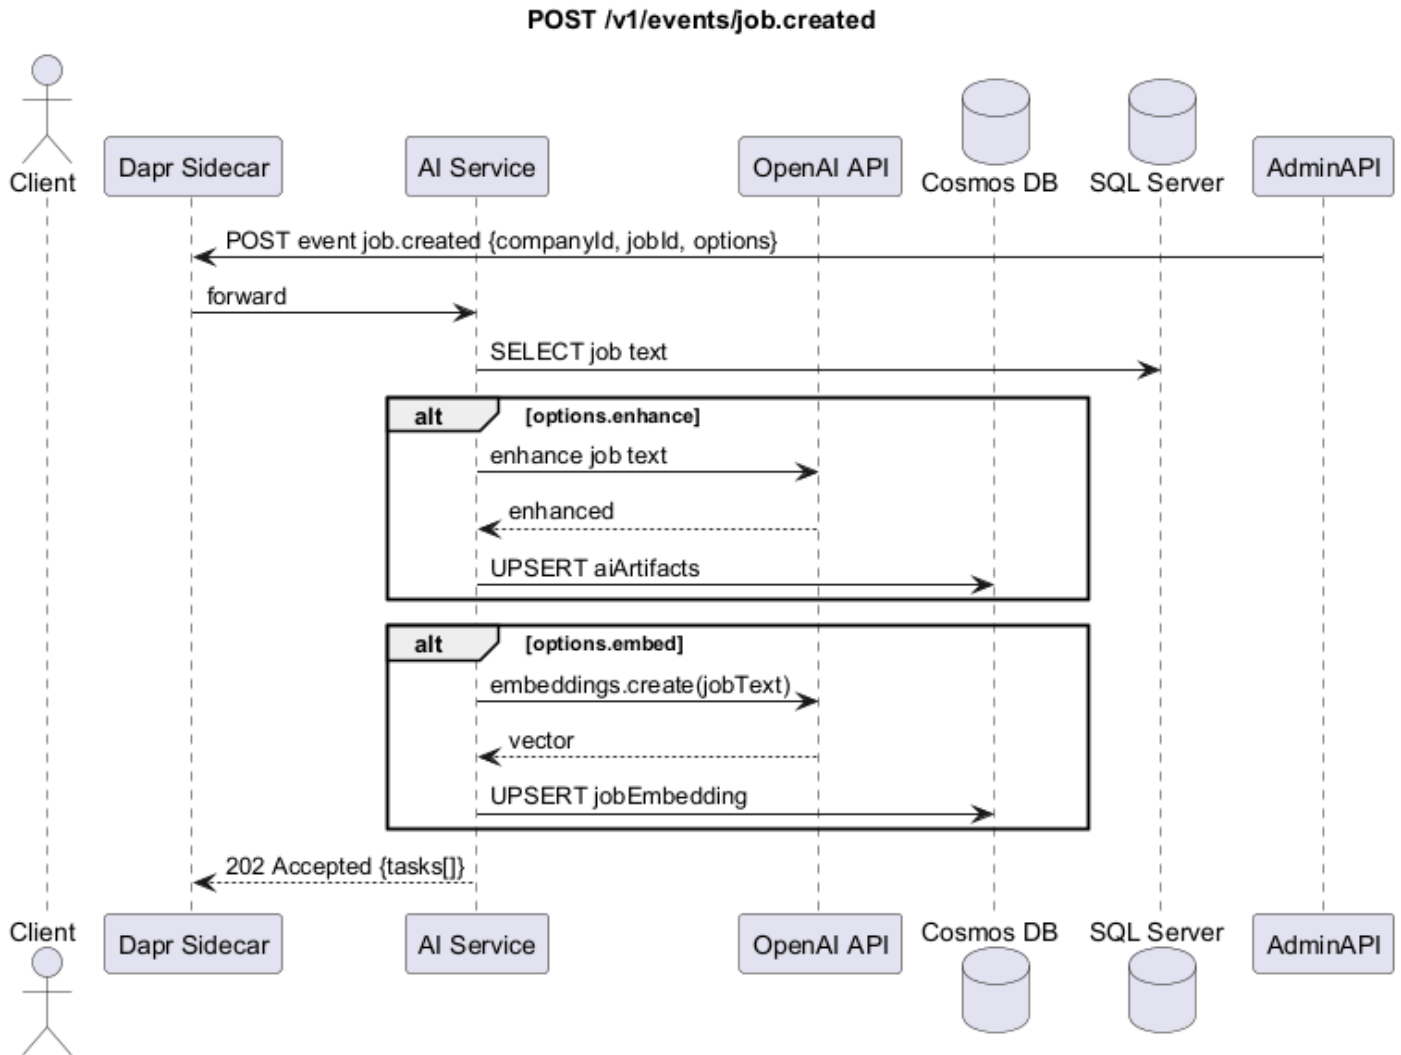 POST /v1/events/job.created
Client
Dapr Sidecar
AI Service
OpenAI API
Cosmos DB
SQL Server
AdminAPI
POST event job.created {companyId, jobId, options}
forward
SELECT job text
alt [options.enhance]
enhance job text
enhanced
UPSERT aiArtifacts
alt [options.embed]
embeddings.create(jobText)
vector
UPSERT jobEmbedding
202 Accepted {tasks[]}
Client
Dapr Sidecar
AI Service
OpenAI API
Cosmos DB
SQL Server
AdminAPI